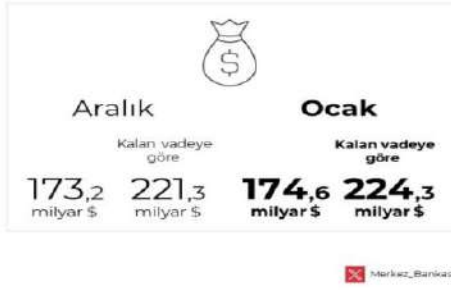 $
Aralık
Ocak
Kalan vadeye
göre
Kalan vadeye
göre
173,2
milyar $
221,3
milyar $
174,6
milyar $
224,3
milyar $
Merkez_Bankasi